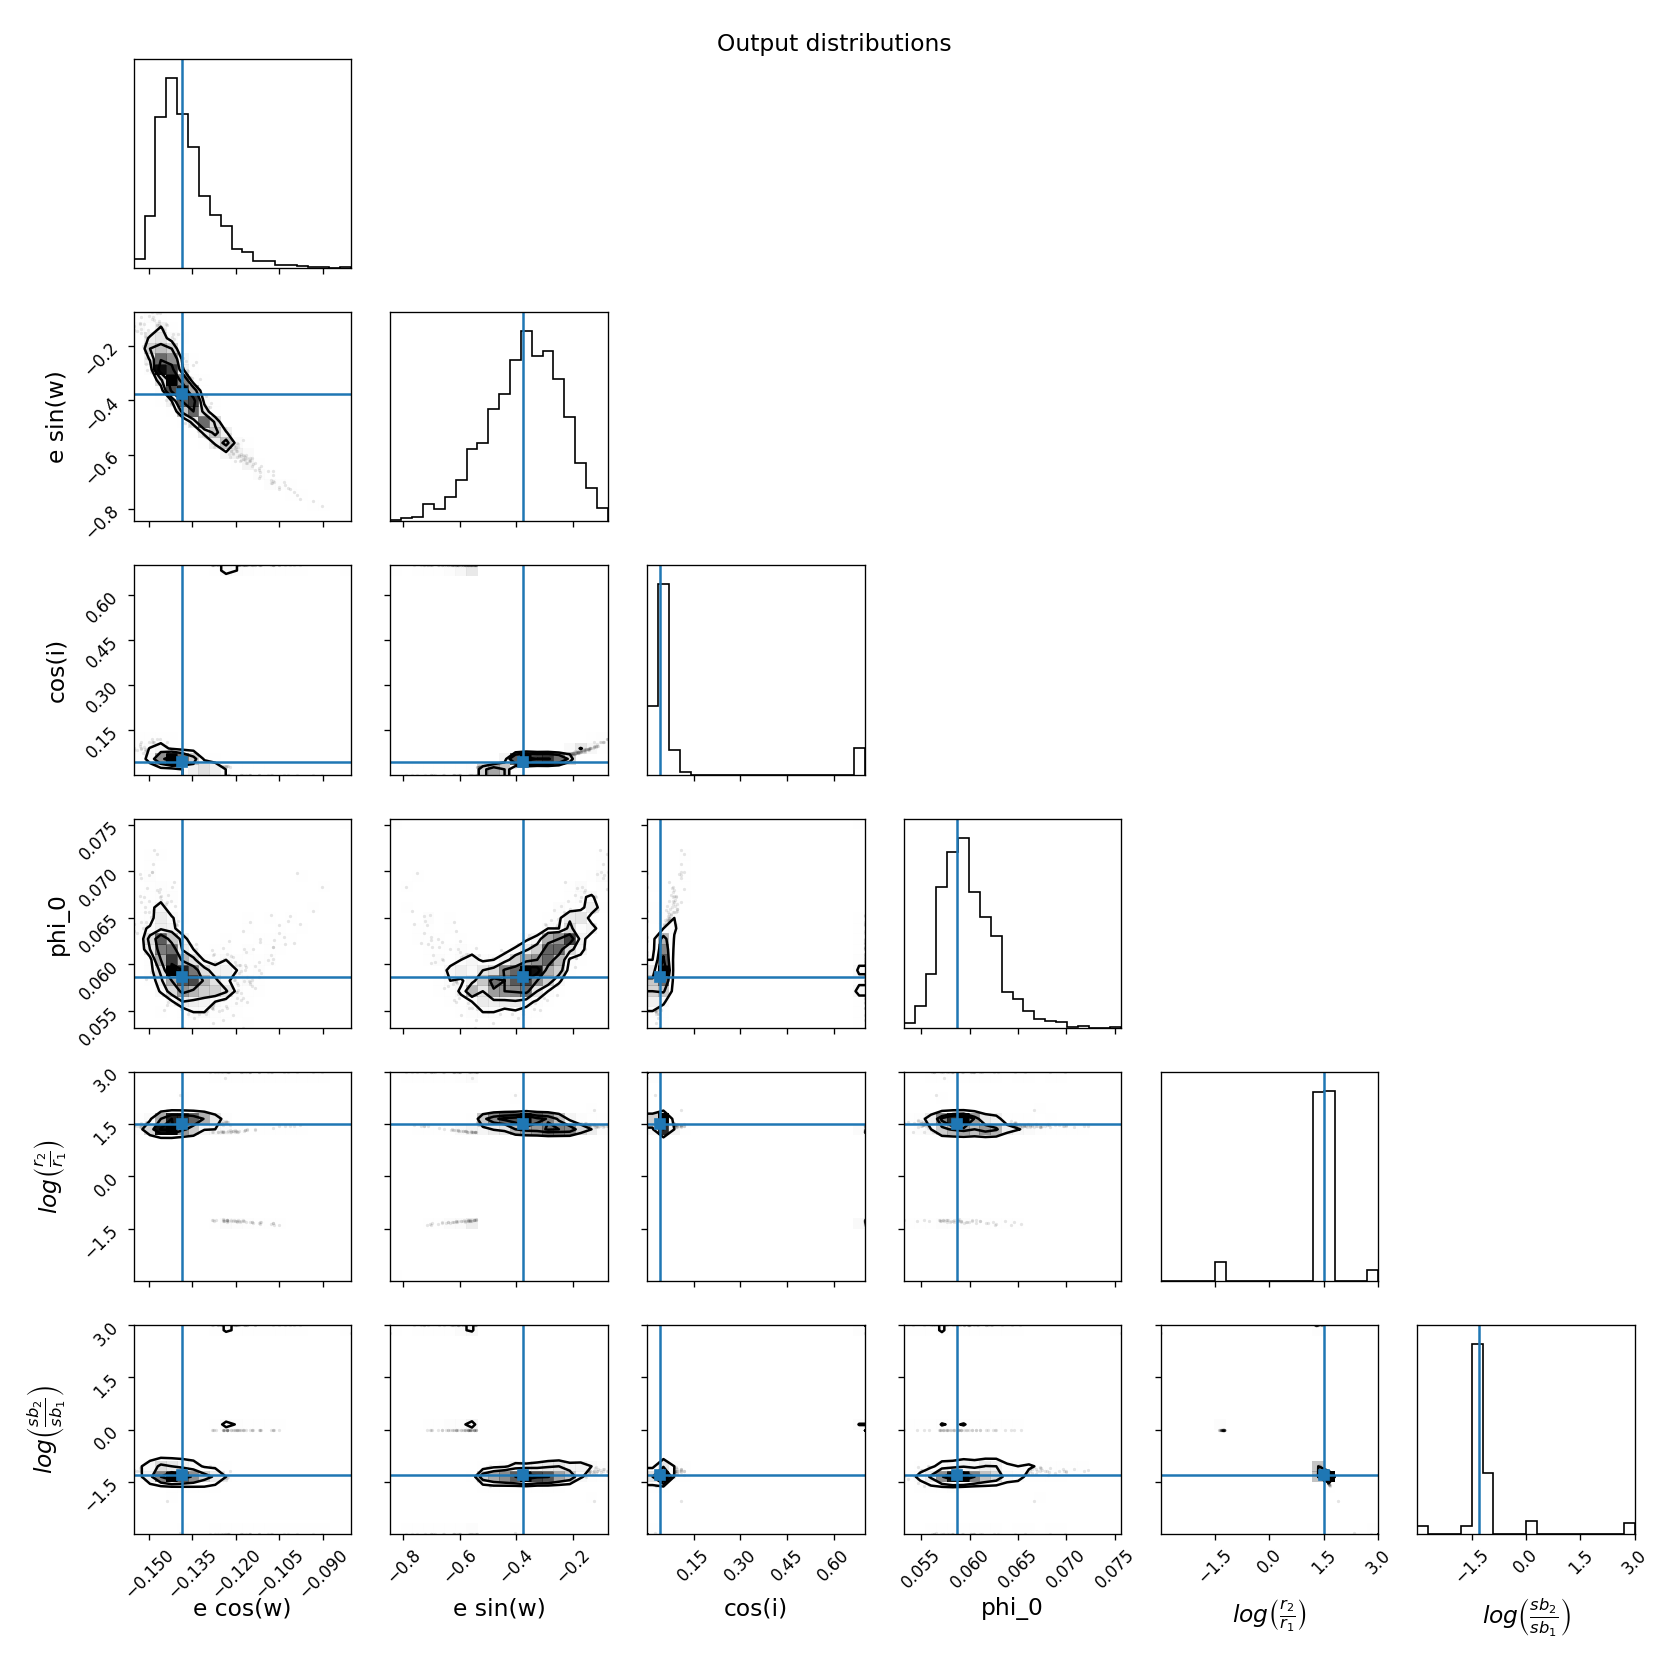 Output distributions
e sin(w)
−0.2
−0.4
−0.6
−0.8
cos(i)
0.60
0.45
0.30
0.15
phi_0
0.075
0.070
0.065
0.060
0.055
log(r₂/r₁)
3.0
1.5
0.0
−1.5
log(sb₂/sb₁)
3.0
1.5
0.0
−1.5
−0.150 −0.135 −0.120 −0.105 −0.090
e cos(w)
−0.8 −0.6 −0.4 −0.2
e sin(w)
0.15 0.30 0.45 0.60
cos(i)
0.055 0.060 0.065 0.070 0.075
phi_0
−1.5 0.0 1.5 3.0
log(r₂/r₁)
−1.5 0.0 1.5 3.0
log(sb₂/sb₁)